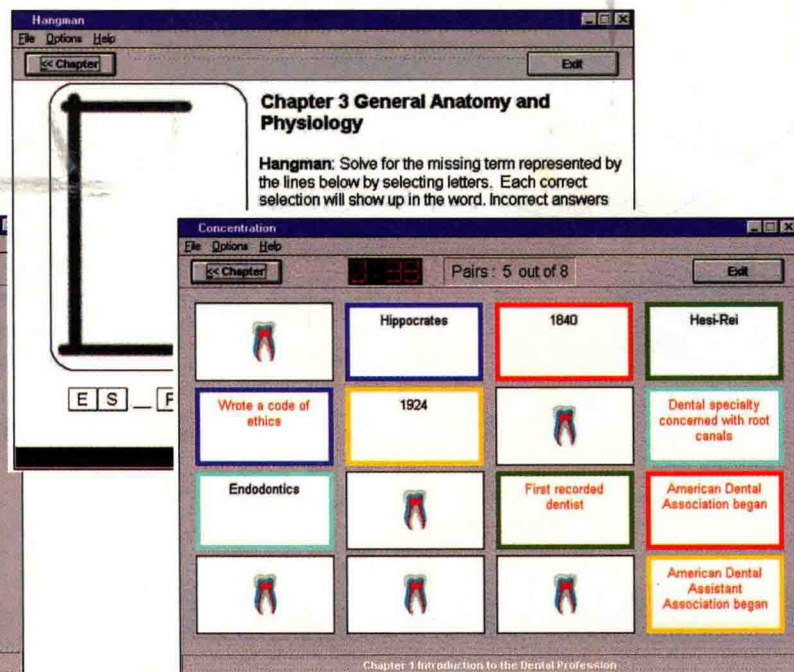 Hangman
File Options Help
<< Chapter Exit
Chapter 3 General Anatomy and
Physiology
Hangman: Solve for the missing term represented by
the lines below by selecting letters. Each correct
selection will show up in the word. Incorrect answers
E S _
Concentration
File Options Help
<< Chapter Pairs : 5 out of 8 Exit
Hippocrates
1840
Hesi-Rei
Wrote a code of
ethics
1924
Dental specialty
concerned with root
canals
Endodontics
First recorded
dentist
American Dental
Association began
American Dental
Assistant
Association began
Chapter 1 Introduction to the Dental Profession